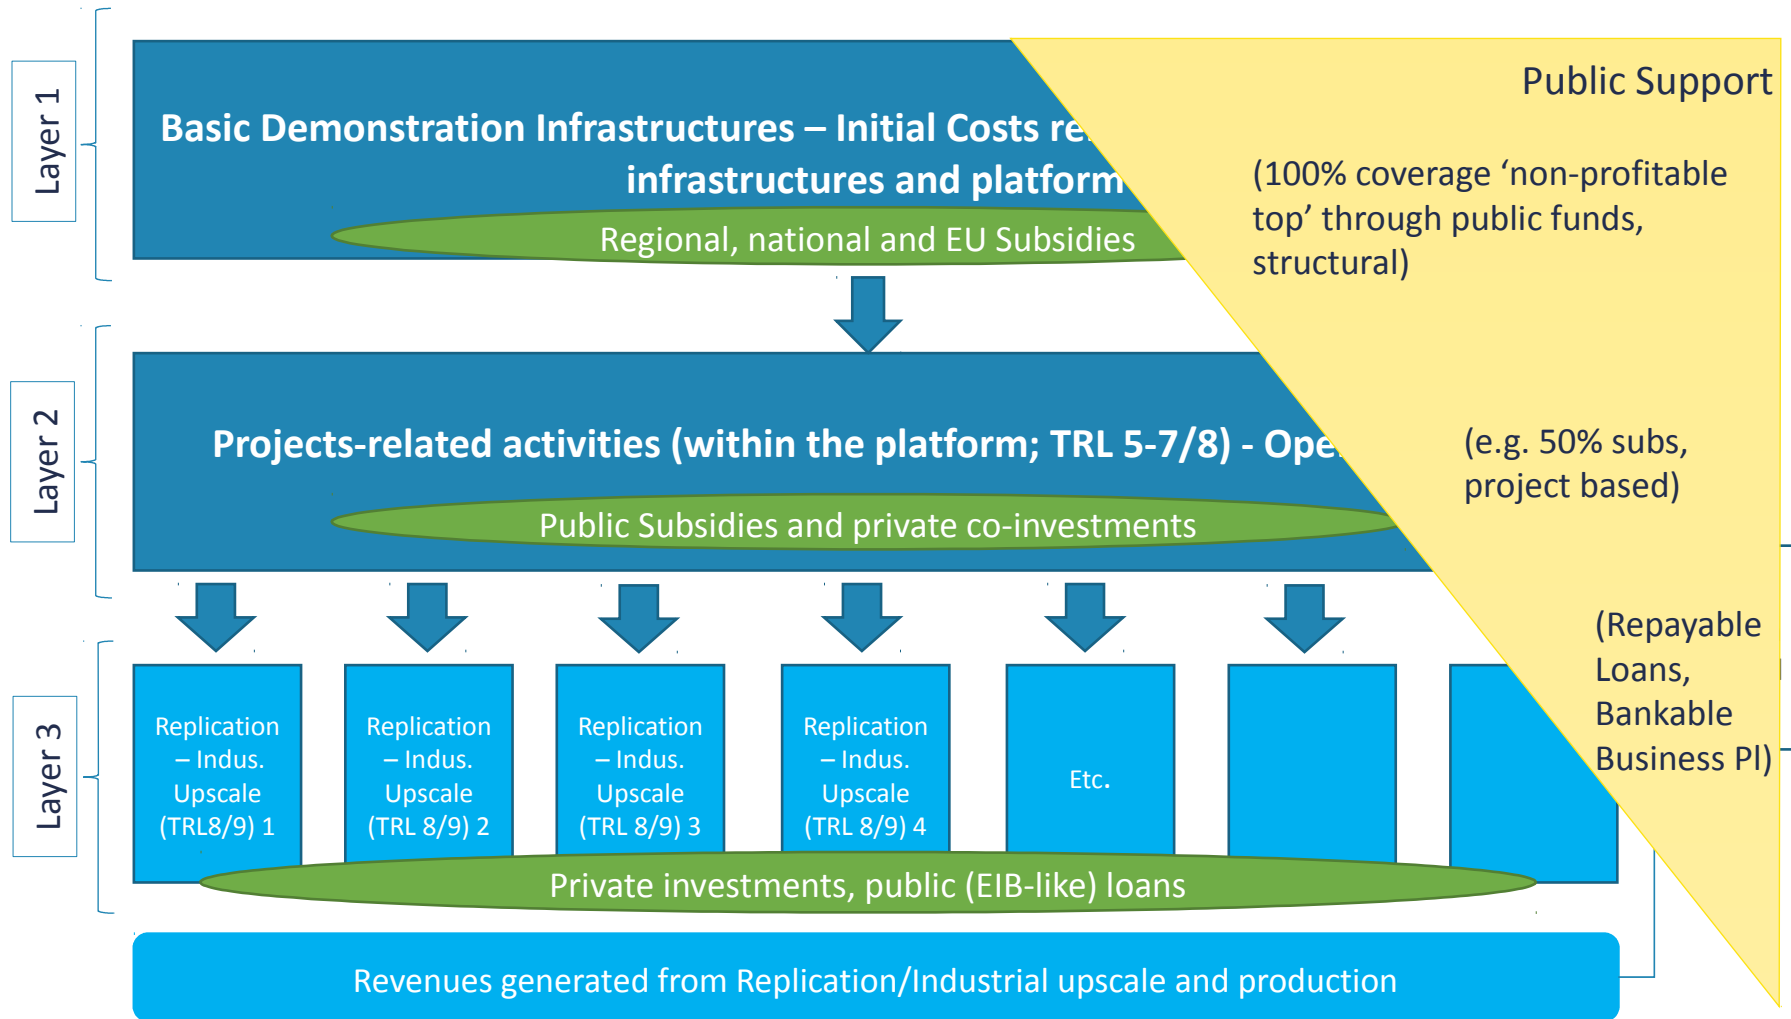 Layer 1
Basic Demonstration Infrastructures – Initial Costs
infrastructures and platform
Regional, national and EU Subsidies
Public Support
(100% coverage ‘non-profitable
top’ through public funds,
structural)
Layer 2
Projects-related activities (within the platform; TRL 5-7/8) -
Public Subsidies and private co-investments
(e.g. 50% subs,
project based)
Layer 3
Replication
– Indus.
Upscale
(TRL8/9) 1
Replication
– Indus.
Upscale
(TRL 8/9) 2
Replication
– Indus.
Upscale
(TRL 8/9) 3
Replication
– Indus.
Upscale
(TRL 8/9) 4
Etc.
(Repayable
Loans,
Bankable
Business Pl)
Private investments, public (EIB-like) loans
Revenues generated from Replication/Industrial upscale and production